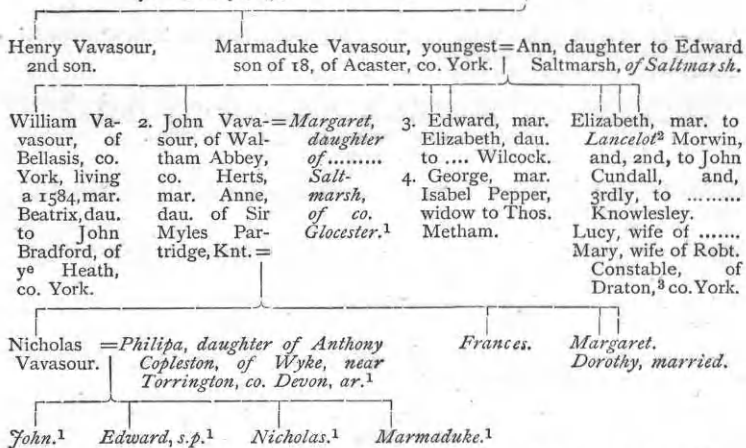 Henry Vavasour,
2nd son.
Marmaduke Vavasour, youngest=Ann, daughter to Edward
son of 18, of Acaster, co. York. Saltmarsh, of Saltmarsh.
William Va-
vasour, of
Bellasis, co.
York, living
a 1584, mar.
Beatrix, dau.
to John
Bradford, of
yᵉ Heath,
co. York.
2. John Vava-
sour, of Wal-
tham Abbey,
co. Herts,
mar. Anne,
dau. of Sir
Myles Par-
tridge, Knt. =
=Margaret,
daughter
of .........
Salt-
marsh,
of co.
Glocester.¹
3. Edward, mar.
Elizabeth, dau.
to .... Wilcock.
4. George, mar.
Isabel Pepper,
widow to Thos.
Metham.
Elizabeth, mar. to
Lancelot² Morwin,
and, 2nd, to John
Cundall, and,
3rdly, to .........
Knowlesley.
Lucy, wife of .......
Mary, wife of Robt.
Constable, of
Draton,³ co. York.
Nicholas
Vavasour.
=Philipa, daughter of Anthony
Copleston, of Wyke, near
Torrington, co. Devon, ar.¹
Frances.
Margaret.
Dorothy, married.
John.¹ Edward, s.p.¹ Nicholas.¹ Marmaduke.¹